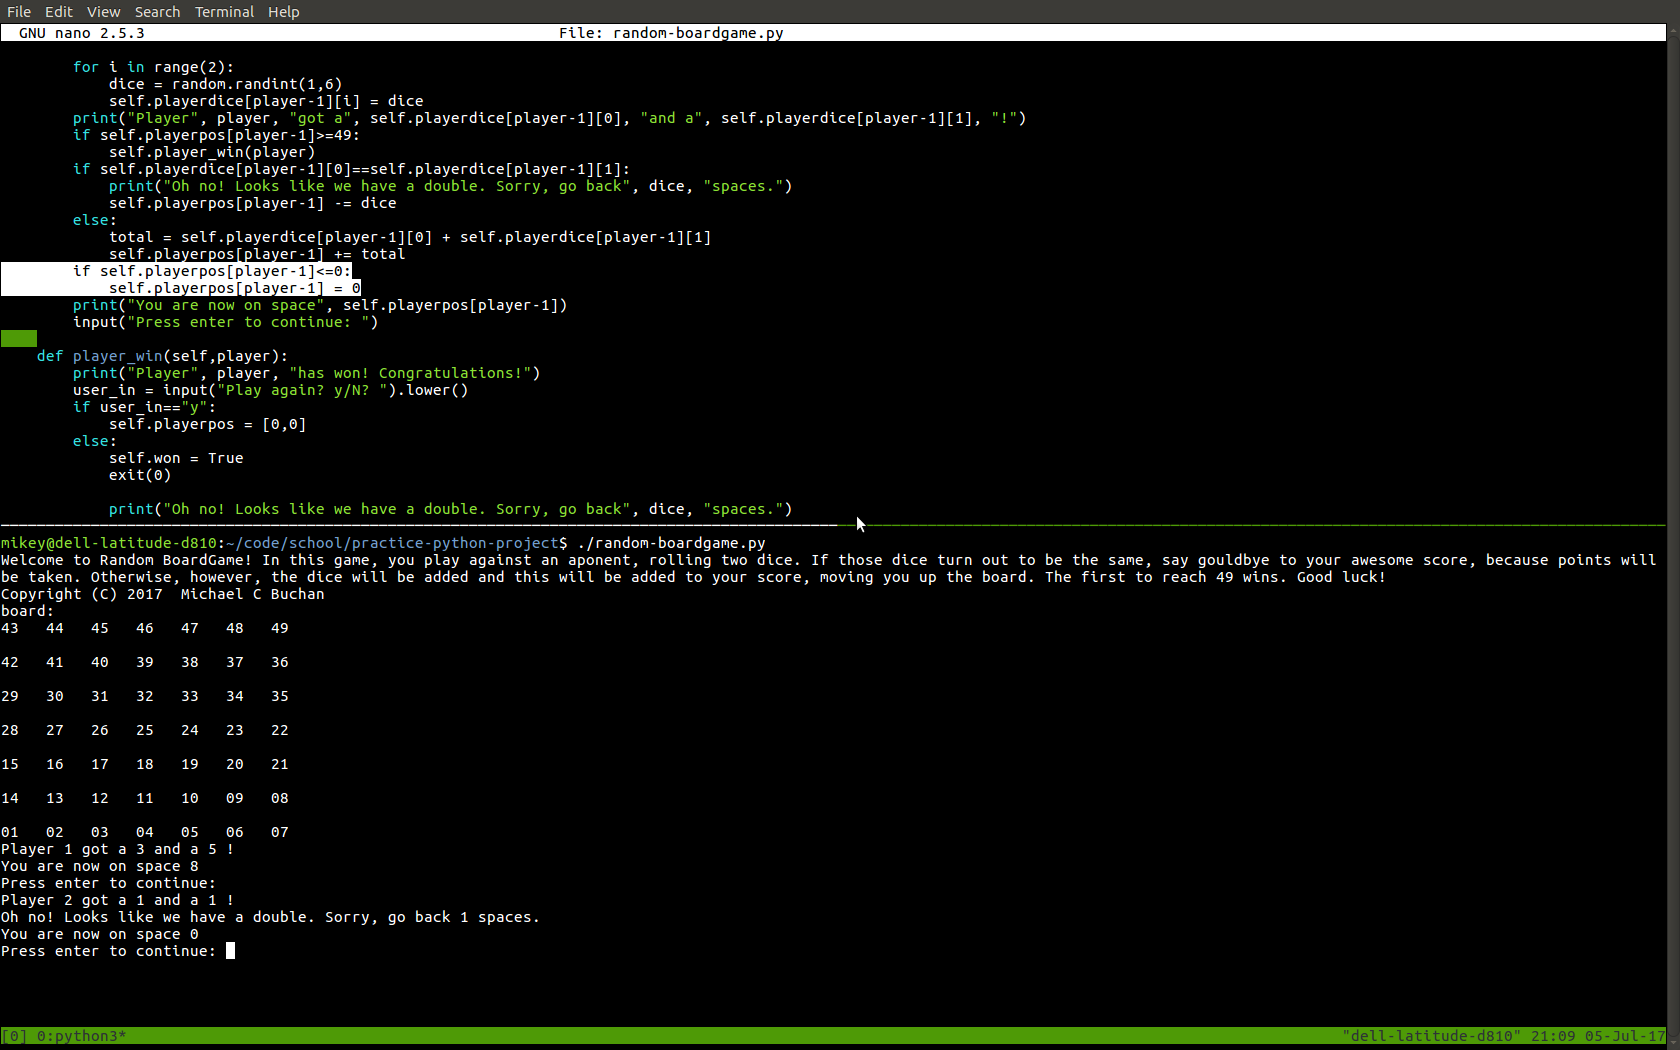 File Edit View Search Terminal Help
GNU nano 2.5.3 File: random-boardgame.py
for i in range(2):
dice = random.randint(1,6)
self.playerdice[player-1][i] = dice
print("Player", player, "got a", self.playerdice[player-1][0], "and a", self.playerdice[player-1][1], "!")
if self.playerpos[player-1]>=49:
self.player_win(player)
if self.playerdice[player-1][0]==self.playerdice[player-1][1]:
print("Oh no! Looks like we have a double. Sorry, go back", dice, "spaces.")
self.playerpos[player-1] -= dice
else:
total = self.playerdice[player-1][0] + self.playerdice[player-1][1]
self.playerpos[player-1] += total
if self.playerpos[player-1]<=0:
self.playerpos[player-1] = 0
print("You are now on space", self.playerpos[player-1])
input("Press enter to continue: ")
def player_win(self,player):
print("Player", player, "has won! Congratulations!")
user_in = input("Play again? y/N? ").lower()
if user_in=="y":
self.playerpos = [0,0]
else:
self.won = True
exit(0)
print("Oh no! Looks like we have a double. Sorry, go back", dice, "spaces.")
mikey@dell-latitude-d810:~/code/school/practice-python-project$ ./random-boardgame.py
Welcome to Random BoardGame! In this game, you play against an aponent, rolling two dice. If those dice turn out to be the same, say gouldbye to your awesome score, because points will
be taken. Otherwise, however, the dice will be added and this will be added to your score, moving you up the board. The first to reach 49 wins. Good luck!
Copyright (C) 2017  Michael C Buchan
board:
43 44 45 46 47 48 49
42 41 40 39 38 37 36
29 30 31 32 33 34 35
28 27 26 25 24 23 22
15 16 17 18 19 20 21
14 13 12 11 10 09 08
01 02 03 04 05 06 07
Player 1 got a 3 and a 5 !
You are now on space 8
Press enter to continue:
Player 2 got a 1 and a 1 !
Oh no! Looks like we have a double. Sorry, go back 1 spaces.
You are now on space 0
Press enter to continue:
[0] 0:python3* "dell-latitude-d810" 21:09 05-Jul-17